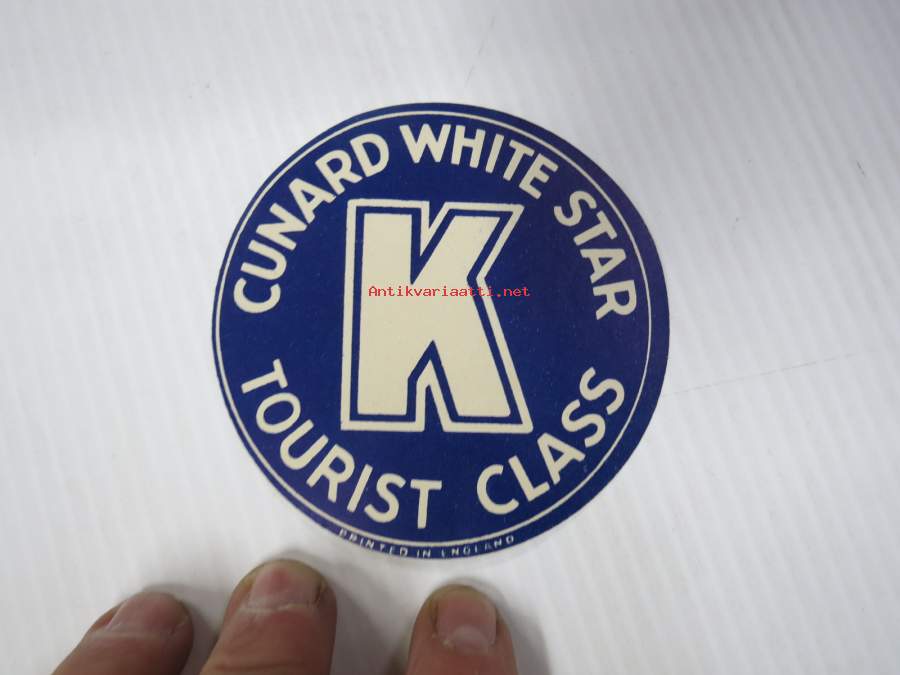 CUNARD WHITE STAR
K
Antikvariaatti.net
TOURIST CLASS
PRINTED IN ENGLAND